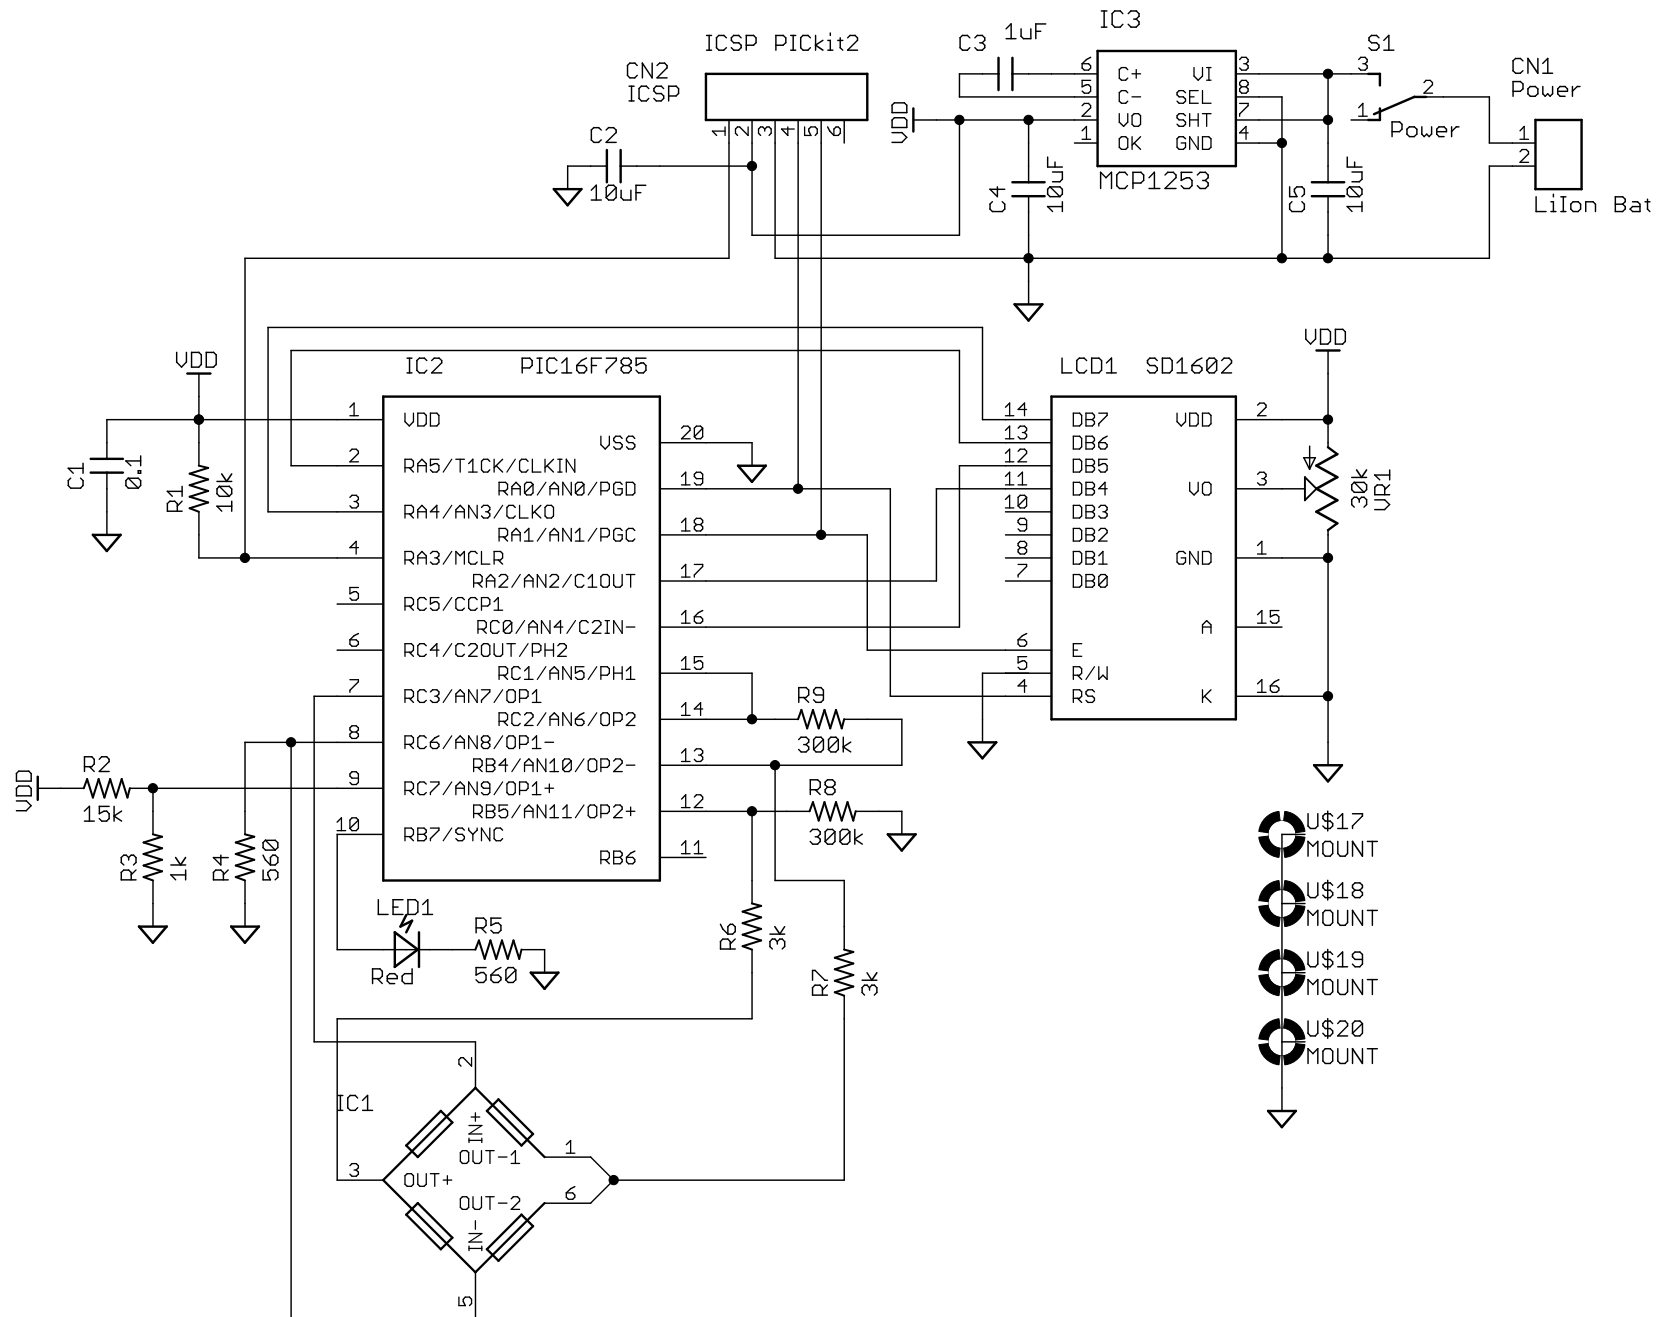 ICSP PICkit2
CN2
ICSP
1
2
3
4
5
6
C2
10uF
C3
1uF
IC3
6
C+
5
C-
2
VO
1
OK
VI
3
SEL
8
SHT
7
GND
4
MCP1253
VDD
C4
10uF
C5
10uF
S1
3
2
1
Power
CN1
Power
1
2
LiIon Bat
VDD
C1
0.1
R1
10k
IC2
PIC16F785
1
VDD
2
RA5/T1CK/CLKIN
3
RA4/AN3/CLKO
4
RA3/MCLR
5
RC5/CCP1
6
RC4/C2OUT/PH2
7
RC3/AN7/OP1
8
RC6/AN8/OP1-
9
RC7/AN9/OP1+
10
RB7/SYNC
VSS
20
RA0/AN0/PGD
19
RA1/AN1/PGC
18
RA2/AN2/C1OUT
17
RC0/AN4/C2IN-
16
RC1/AN5/PH1
15
RC2/AN6/OP2
14
RB4/AN10/OP2-
13
RB5/AN11/OP2+
12
RB6
11
LCD1
SD1602
14
DB7
13
DB6
12
DB5
11
DB4
10
DB3
9
DB2
8
DB1
7
DB0
6
E
5
R/W
4
RS
VDD
2
VO
3
GND
1
A
15
K
16
VDD
30k
VR1
R9
300k
R8
300k
VDD
R2
15k
R3
1k
R4
560
LED1
Red
R5
560
R6
3k
R7
3k
U$17
MOUNT
U$18
MOUNT
U$19
MOUNT
U$20
MOUNT
IC1
2
IN+
OUT-1
1
3
OUT+
OUT-2
6
IN-
5